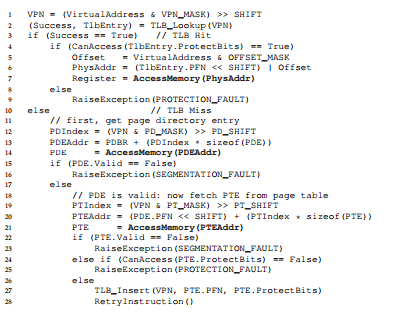 1 VPN = (VirtualAddress & VPN_MASK) >> SHIFT
2 (Success, TlbEntry) = TLB_Lookup(VPN)
3 if (Success == True) // TLB Hit
4 if (CanAccess(TlbEntry.ProtectBits) == True)
5 Offset = VirtualAddress & OFFSET_MASK
6 PhysAddr = (TlbEntry.PFN << SHIFT) | Offset
7 Register = AccessMemory(PhysAddr)
8 else
9 RaiseException(PROTECTION_FAULT)
10 else // TLB Miss
11 // first, get page directory entry
12 PDIndex = (VPN & PD_MASK) >> PD_SHIFT
13 PDEAddr = PDBR + (PDIndex * sizeof(PDE))
14 PDE = AccessMemory(PDEAddr)
15 if (PDE.Valid == False)
16 RaiseException(SEGMENTATION_FAULT)
17 else
18 // PDE is valid: now fetch PTE from page table
19 PTIndex = (VPN & PT_MASK) >> PT_SHIFT
20 PTEAddr = (PDE.PFN << SHIFT) + (PTIndex * sizeof(PTE))
21 PTE = AccessMemory(PTEAddr)
22 if (PTE.Valid == False)
23 RaiseException(SEGMENTATION_FAULT)
24 else if (CanAccess(PTE.ProtectBits) == False)
25 RaiseException(PROTECTION_FAULT)
26 else
27 TLB_Insert(VPN, PTE.PFN, PTE.ProtectBits)
28 RetryInstruction()